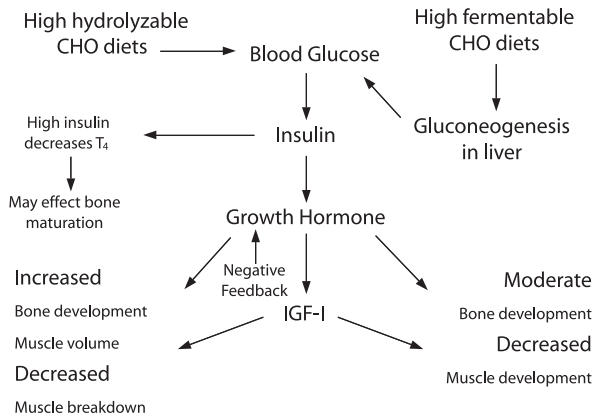 High hydrolyzable
CHO diets
High fermentable
CHO diets
Blood Glucose
High insulin
decreases T₄
Insulin
Gluconeogenesis
in liver
May effect bone
maturation
Growth Hormone
Negative
Feedback
IGF-I
Increased
Bone development
Muscle volume
Decreased
Muscle breakdown
Moderate
Bone development
Decreased
Muscle development